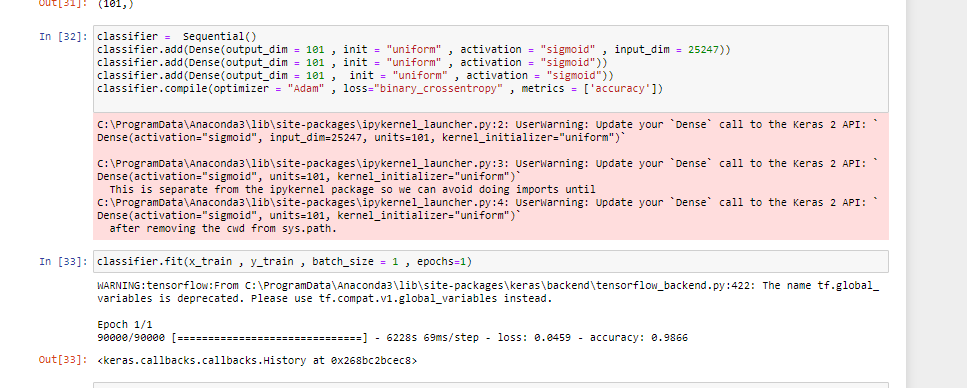 Out[31]: (101,)
In [32]: classifier =  Sequential()
classifier.add(Dense(output_dim = 101 , init = "uniform" , activation = "sigmoid" , input_dim = 25247))
classifier.add(Dense(output_dim = 101 , init = "uniform" , activation = "sigmoid"))
classifier.add(Dense(output_dim = 101 ,  init = "uniform" , activation = "sigmoid"))
classifier.compile(optimizer = "Adam" , loss="binary_crossentropy" , metrics = ['accuracy'])
C:\ProgramData\Anaconda3\lib\site-packages\ipykernel_launcher.py:2: UserWarning: Update your `Dense` call to the Keras 2 API: `
Dense(activation="sigmoid", input_dim=25247, units=101, kernel_initializer="uniform")`
C:\ProgramData\Anaconda3\lib\site-packages\ipykernel_launcher.py:3: UserWarning: Update your `Dense` call to the Keras 2 API: `
Dense(activation="sigmoid", units=101, kernel_initializer="uniform")`
  This is separate from the ipykernel package so we can avoid doing imports until
C:\ProgramData\Anaconda3\lib\site-packages\ipykernel_launcher.py:4: UserWarning: Update your `Dense` call to the Keras 2 API: `
Dense(activation="sigmoid", units=101, kernel_initializer="uniform")`
  after removing the cwd from sys.path.
In [33]: classifier.fit(x_train , y_train , batch_size = 1 , epochs=1)
WARNING:tensorflow:From C:\ProgramData\Anaconda3\lib\site-packages\keras\backend\tensorflow_backend.py:422: The name tf.global_
variables is deprecated. Please use tf.compat.v1.global_variables instead.
Epoch 1/1
90000/90000 [==============================] - 6228s 69ms/step - loss: 0.0459 - accuracy: 0.9866
Out[33]: <keras.callbacks.callbacks.History at 0x268bc2bcec8>